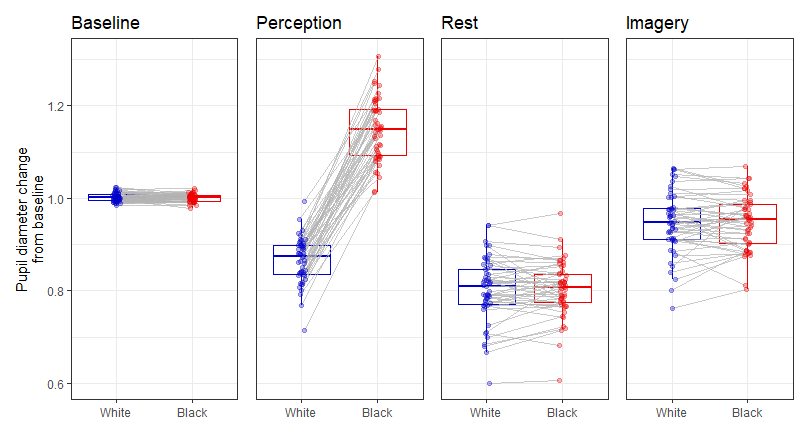 Baseline
Perception
Rest
Imagery
Pupil diameter change
from baseline
1.2
1.0
0.8
0.6
White Black
White Black
White Black
White Black